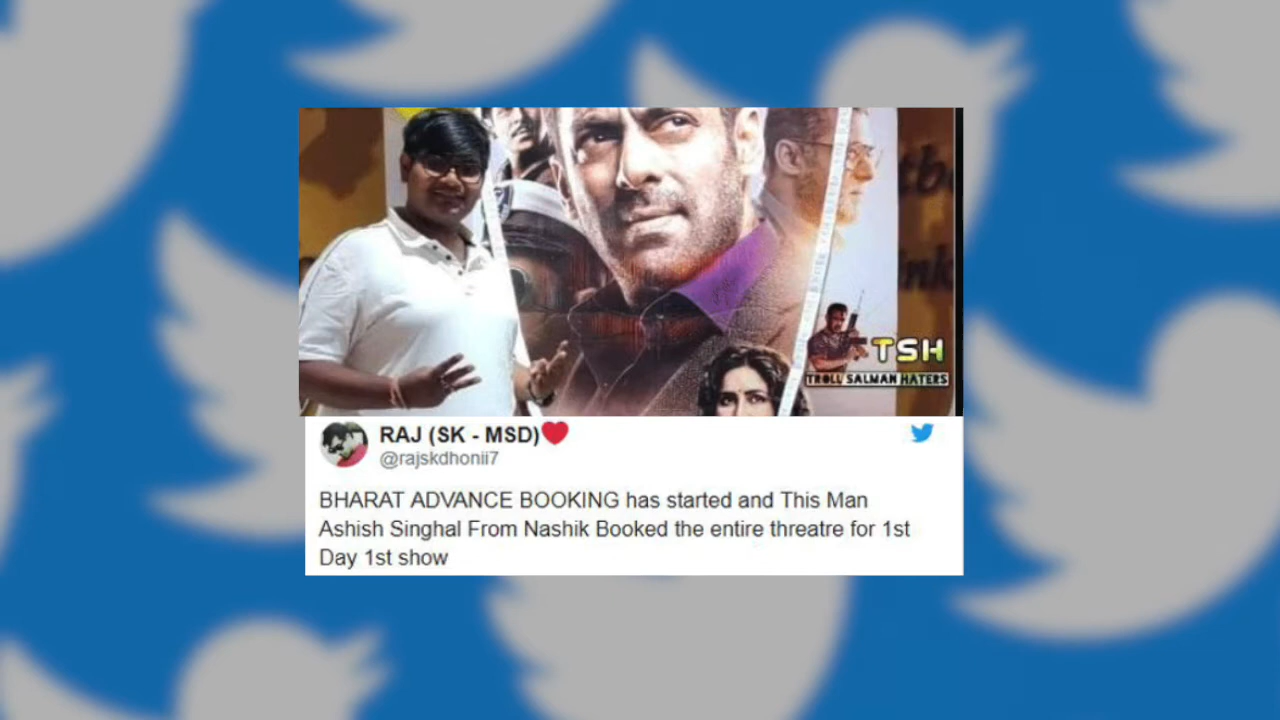 TSH
TROLL SALMAN HATERS
RAJ (SK - MSD)❤
@rajskdhonii7
BHARAT ADVANCE BOOKING has started and This Man
Ashish Singhal From Nashik Booked the entire threatre for 1st
Day 1st show